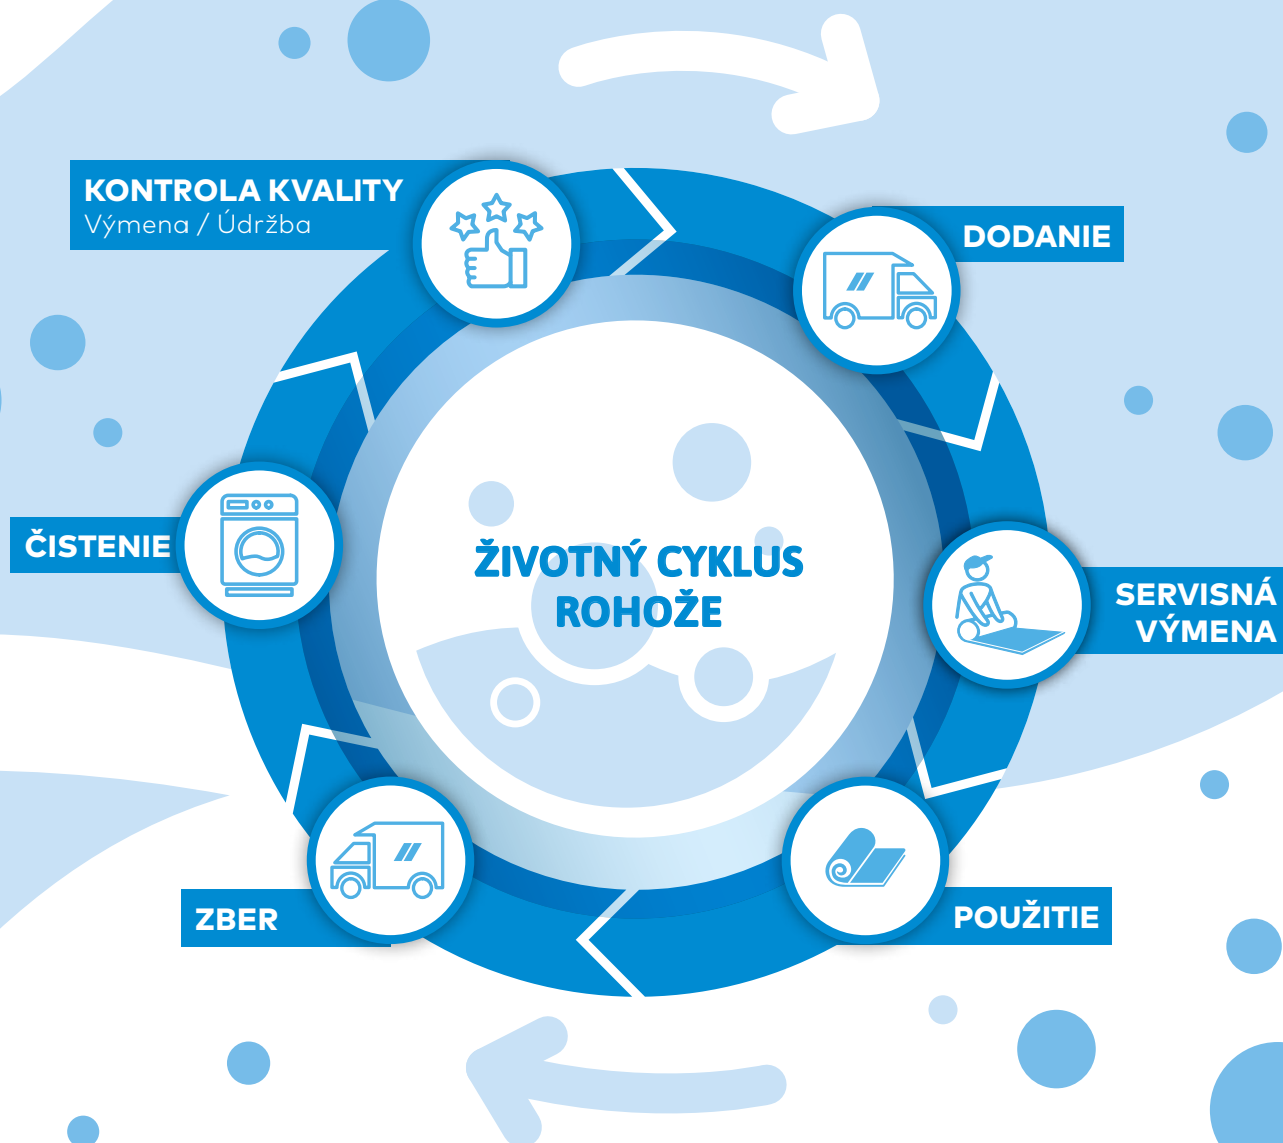 KONTROLA KVALITY
Výmena / Údržba
DODANIE
ČISTENIE
ŽIVOTNÝ CYKLUS
ROHOŽE
SERVISNÁ
VÝMENA
ZBER
POUŽITIE